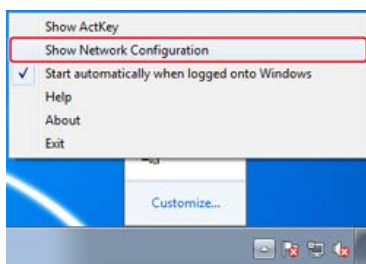 Show ActKey
Show Network Configuration
Start automatically when logged onto Windows
Help
About
Exit
Customize...